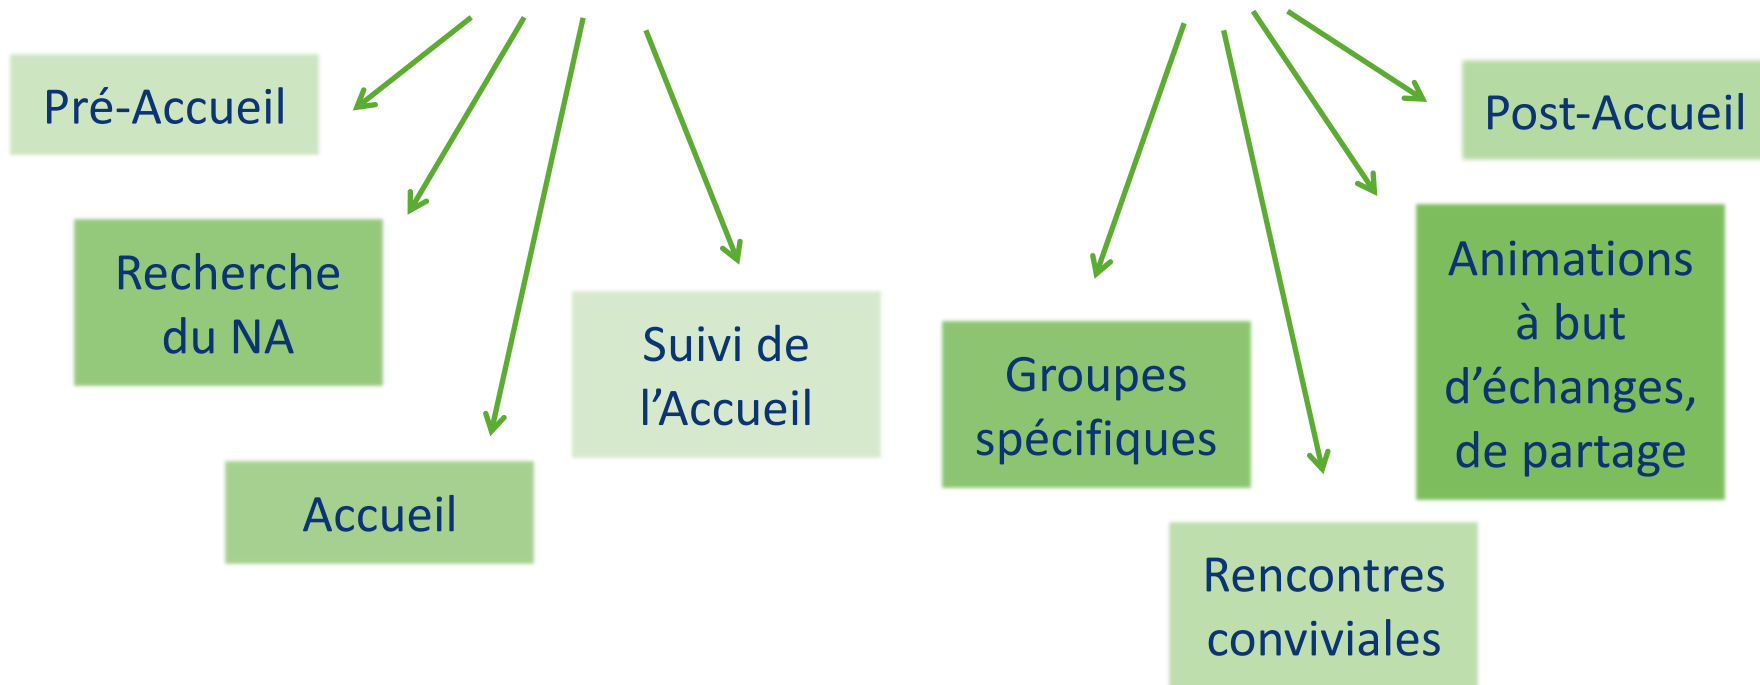 Pré-Accueil
Recherche
du NA
Accueil
Suivi de
l’Accueil
Groupes
spécifiques
Rencontres
conviviales
Animations
à but
d’échanges,
de partage
Post-Accueil